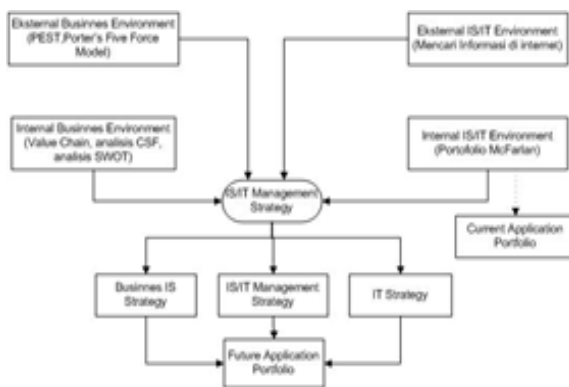 Eksternal Businnes Environment
(PEST,Porter's Five Force
Model)
Eksternal IS/IT Environment
(Mencari Informasi di internet)
Internal Businnes Environment
(Value Chain, analisis CSF,
analisis SWOT)
Internal IS/IT Environment
(Portofolio McFarlan)
IS/IT Management
Strategy
Current Application
Portfolio
Businnes IS
Strategy
IS/IT Management
Strategy
IT Strategy
Future Application
Portfolio